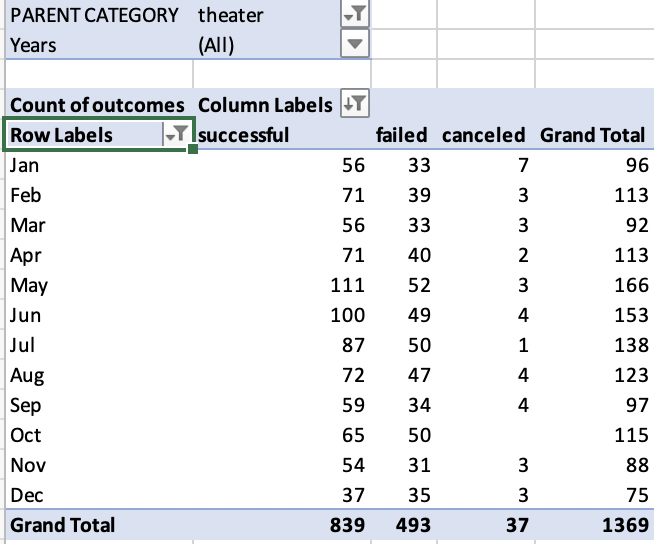 PARENT CATEGORY theater
Years (All)
Count of outcomes Column Labels
Row Labels successful failed canceled Grand Total
Jan 56 33 7 96
Feb 71 39 3 113
Mar 56 33 3 92
Apr 71 40 2 113
May 111 52 3 166
Jun 100 49 4 153
Jul 87 50 1 138
Aug 72 47 4 123
Sep 59 34 4 97
Oct 65 50 115
Nov 54 31 3 88
Dec 37 35 3 75
Grand Total 839 493 37 1369